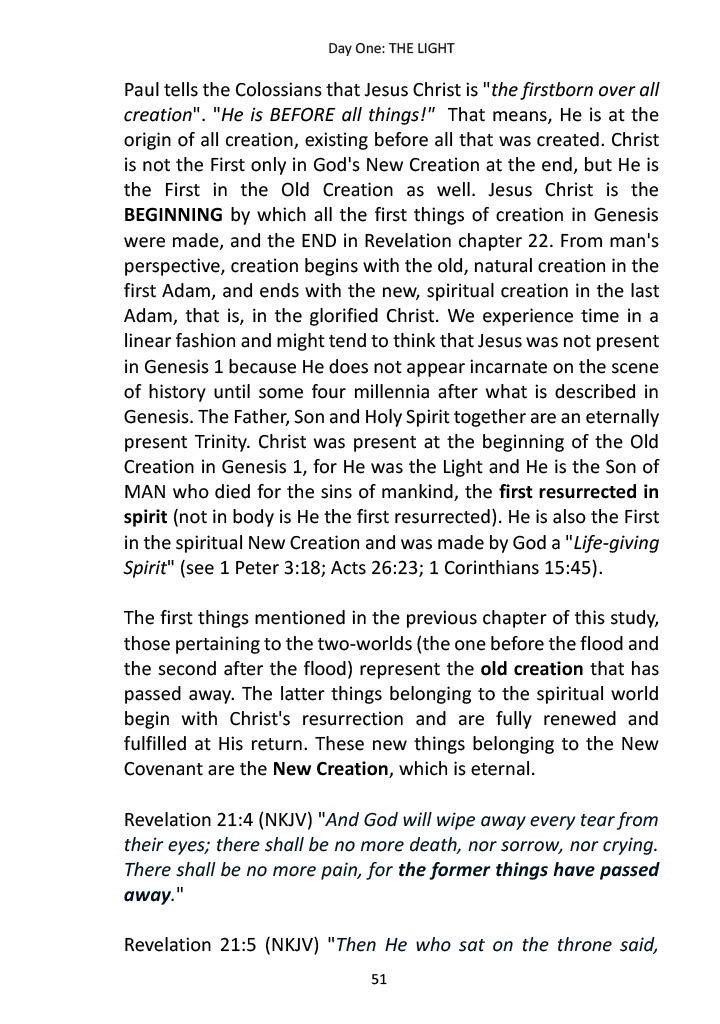 Day One: THE LIGHT
Paul tells the Colossians that Jesus Christ is "the firstborn over all
creation". "He is BEFORE all things!" That means, He is at the
origin of all creation, existing before all that was created. Christ
is not the First only in God's New Creation at the end, but He is
the First in the Old Creation as well. Jesus Christ is the
BEGINNING by which all the first things of creation in Genesis
were made, and the END in Revelation chapter 22. From man's
perspective, creation begins with the old, natural creation in the
first Adam, and ends with the new, spiritual creation in the last
Adam, that is, in the glorified Christ. We experience time in a
linear fashion and might tend to think that Jesus was not present
in Genesis 1 because He does not appear incarnate on the scene
of history until some four millennia after what is described in
Genesis. The Father, Son and Holy Spirit together are an eternally
present Trinity. Christ was present at the beginning of the Old
Creation in Genesis 1, for He was the Light and He is the Son of
MAN who died for the sins of mankind, the first resurrected in
spirit (not in body is He the first resurrected). He is also the First
in the spiritual New Creation and was made by God a "Life-giving
Spirit" (see 1 Peter 3:18; Acts 26:23; 1 Corinthians 15:45).
The first things mentioned in the previous chapter of this study,
those pertaining to the two-worlds (the one before the flood and
the second after the flood) represent the old creation that has
passed away. The latter things belonging to the spiritual world
begin with Christ's resurrection and are fully renewed and
fulfilled at His return. These new things belonging to the New
Covenant are the New Creation, which is eternal.
Revelation 21:4 (NKJV) "And God will wipe away every tear from
their eyes; there shall be no more death, nor sorrow, nor crying.
There shall be no more pain, for the former things have passed
away."
Revelation 21:5 (NKJV) "Then He who sat on the throne said,
51